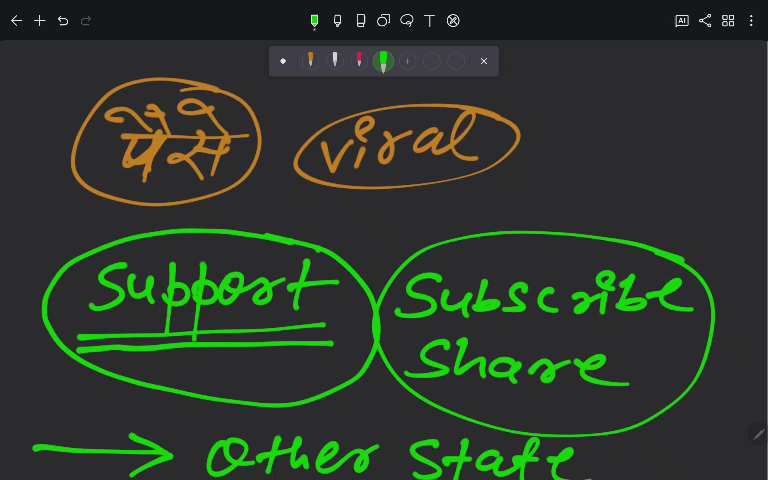 पैसे viral
Support Subscribe
Share
→ Other State